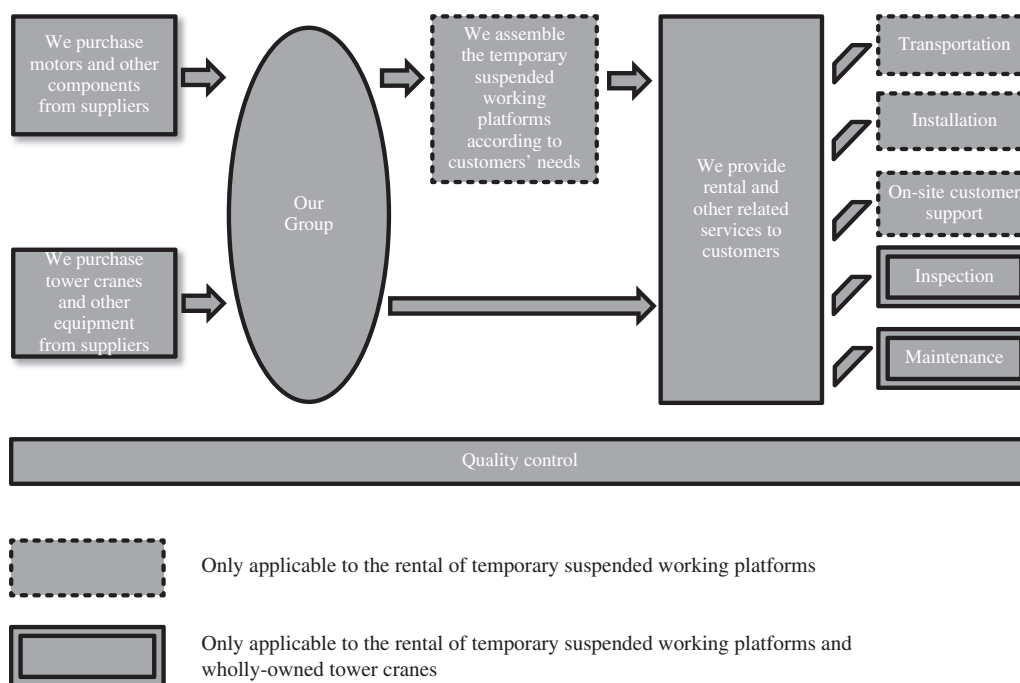 We purchase
motors and other
components
from suppliers
We purchase
tower cranes
and other
equipment
from suppliers
Our
Group
We assemble
the temporary
suspended
working
platforms
according to
customers’ needs
We provide
rental and
other related
services to
customers
Transportation
Installation
On-site customer
support
Inspection
Maintenance
Quality control
Only applicable to the rental of temporary suspended working platforms
Only applicable to the rental of temporary suspended working platforms and
wholly-owned tower cranes